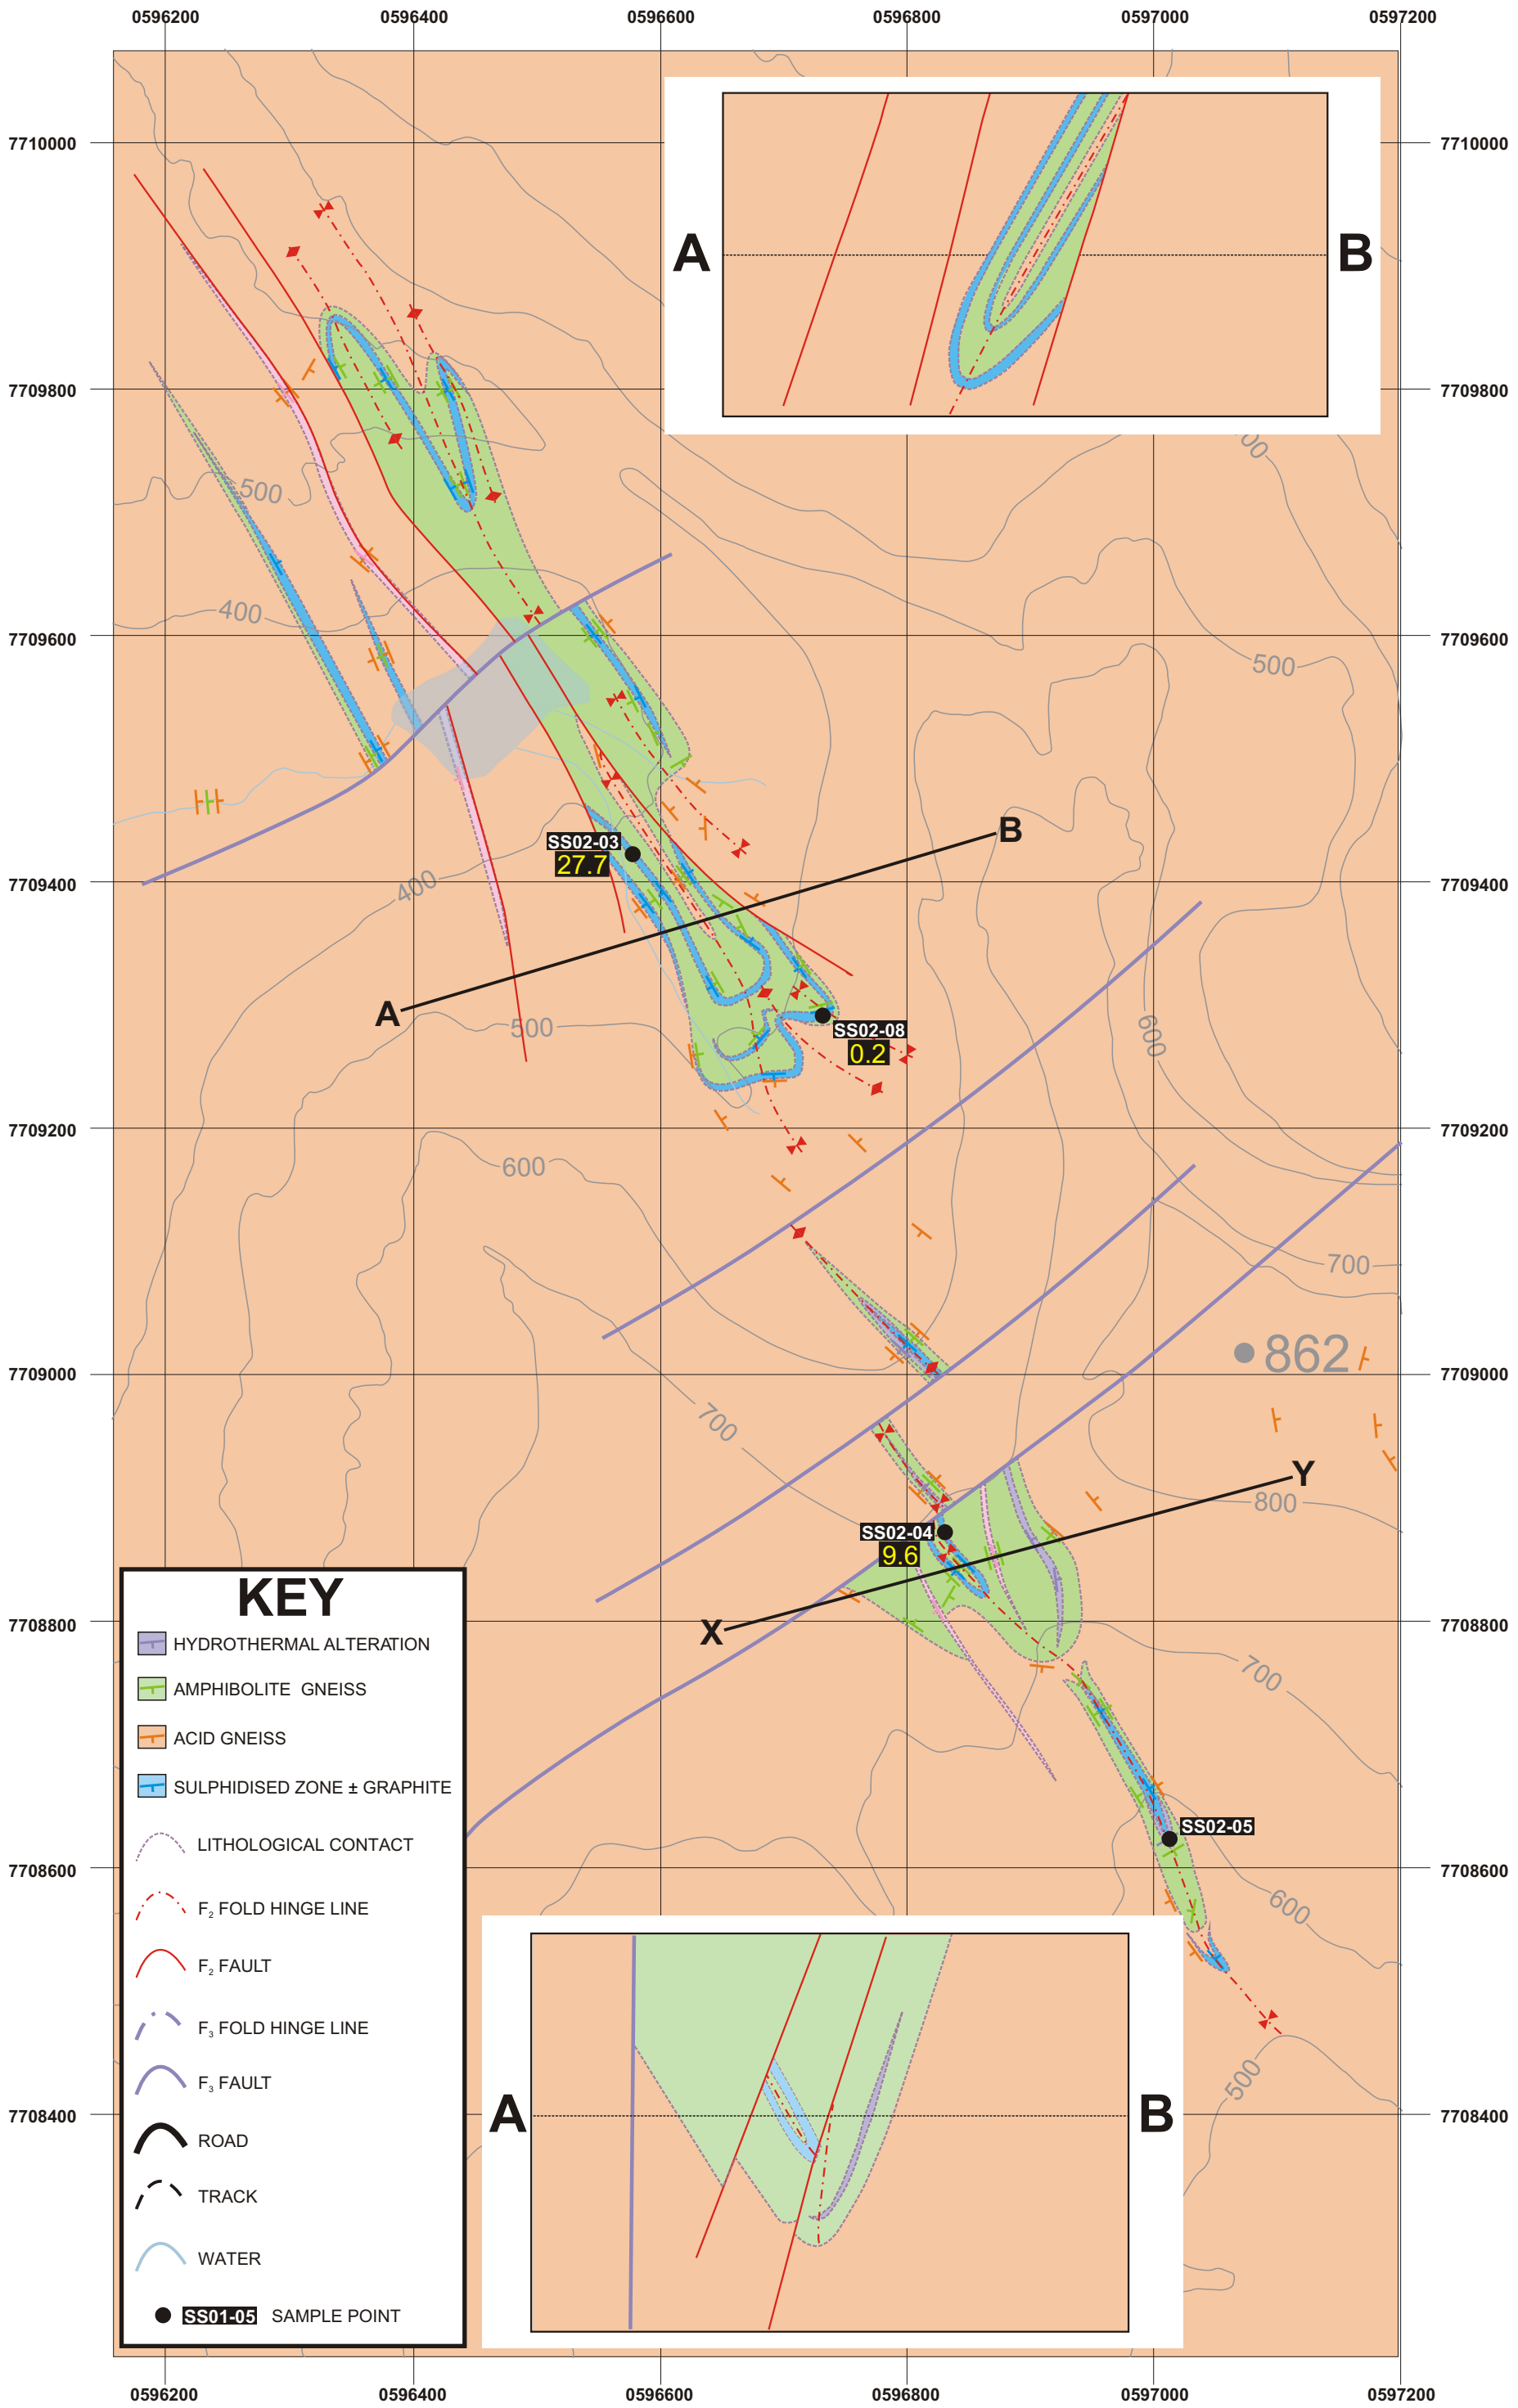 0596200 0596400 0596600 0596800 0597000 0597200
7710000 7710000
A B
7709800 7709800
00
500
400
7709600 7709600
500
B
SS02-03
27.7
7709400 7709400
400
A
500
SS02-08
0.2
600
7709200 7709200
600
700
862
7709000 7709000
700
Y
800
SS02-04
9.6
X
7708800 7708800
700
SS02-05
7708600 7708600
600
500
A B
7708400 7708400
KEY
HYDROTHERMAL ALTERATION
AMPHIBOLITE GNEISS
ACID GNEISS
SULPHIDISED ZONE ± GRAPHITE
LITHOLOGICAL CONTACT
F2 FOLD HINGE LINE
F2 FAULT
F3 FOLD HINGE LINE
F3 FAULT
ROAD
TRACK
WATER
SS01-05 SAMPLE POINT
0596200 0596400 0596600 0596800 0597000 0597200